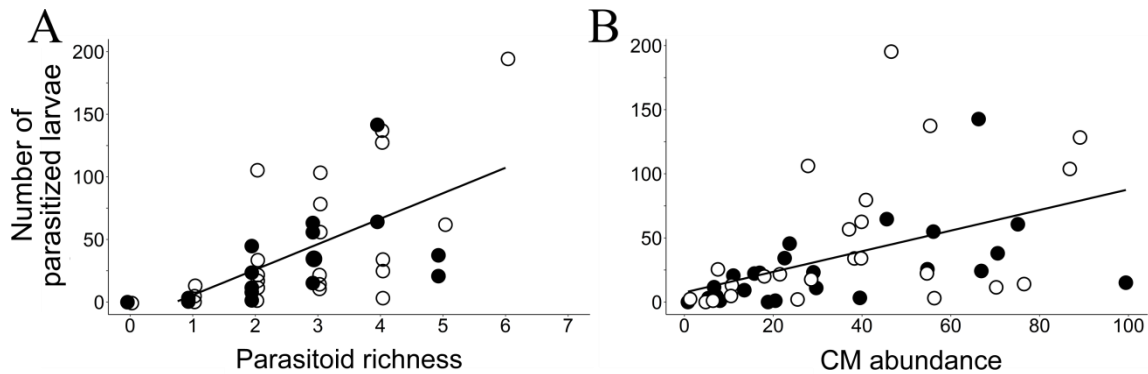 A
B
Number of
parasitized larvae
200
150
100
50
0
0 1 2 3 4 5 6 7
Parasitoid richness
200
150
100
50
0
0 20 40 60 80 100
CM abundance